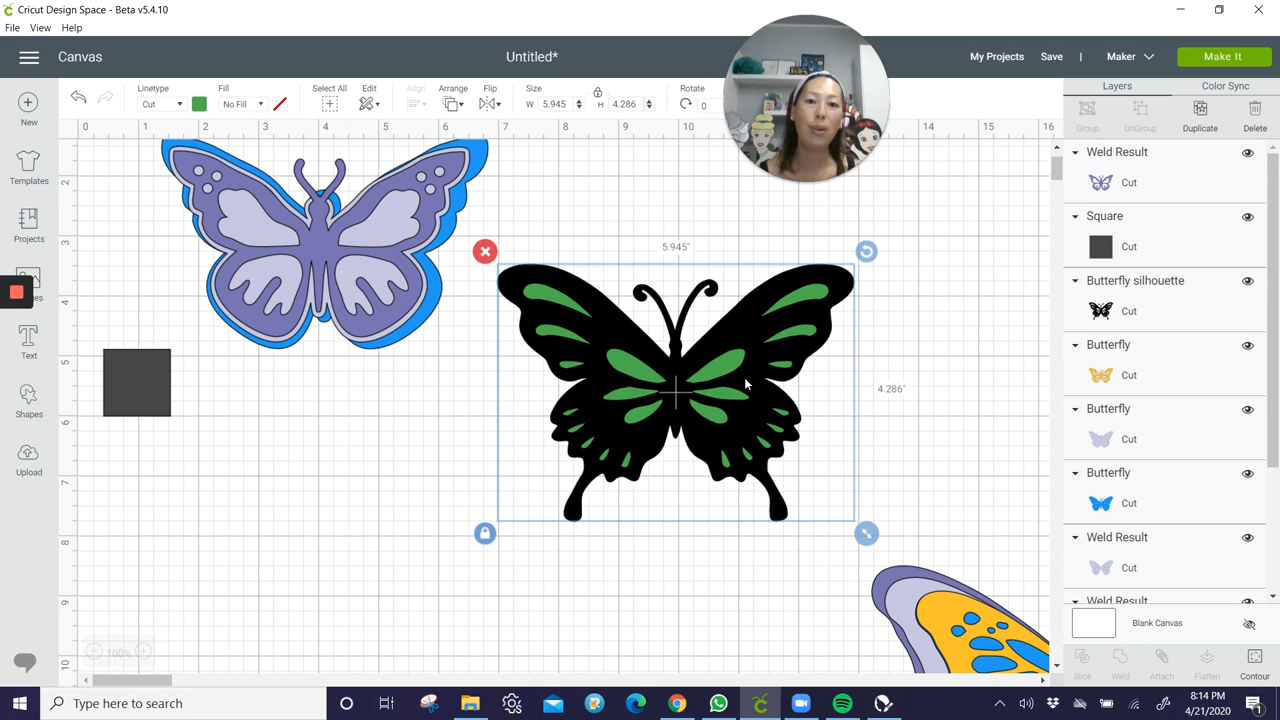 Cricut Design Space - Beta v5.4.10
File View Help
Canvas
Untitled*
My Projects Save | Maker Make It
Linetype Fill Select All Edit Align Arrange Flip Size Rotate
Cut No Fill W 5.945 H 4.286 0
Layers Color Sync
Group UnGroup Duplicate Delete
0 1 2 3 4 5 6 7 8 9 10 14 15 16
2 3 4 5 6 7 8 9 10
New
Templates
Projects
Text
Shapes
Upload
5.945"
4.286"
100%
Weld Result
Cut
Square
Cut
Butterfly silhouette
Cut
Butterfly
Cut
Butterfly
Cut
Butterfly
Cut
Weld Result
Cut
Weld Result
Blank Canvas
Slice Weld Attach Flatten Contour
Type here to search
8:14 PM
4/21/2020